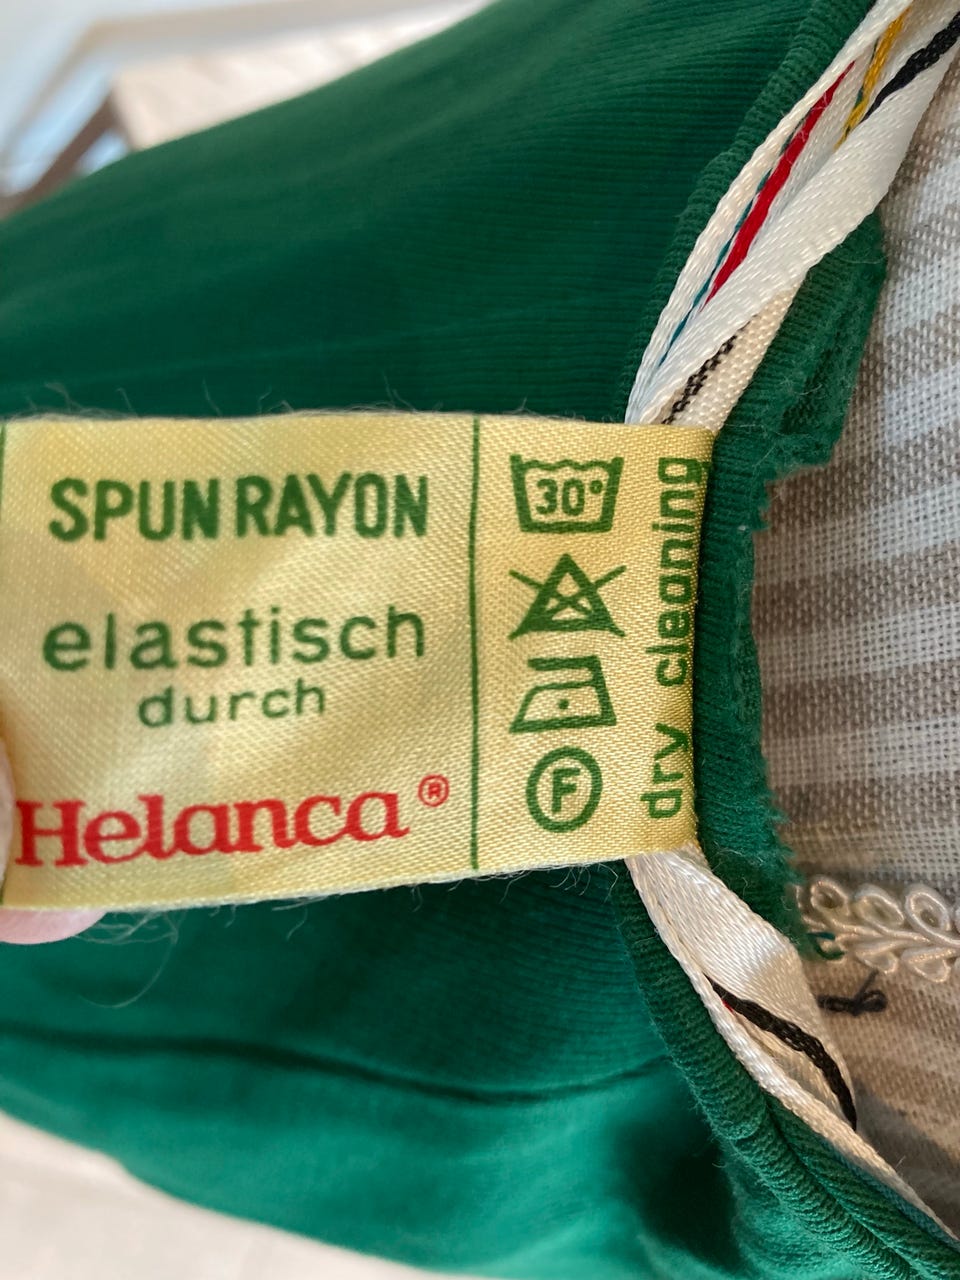 SPUN RAYON
elastisch
durch
Helanca®
30°
F
dry cleaning